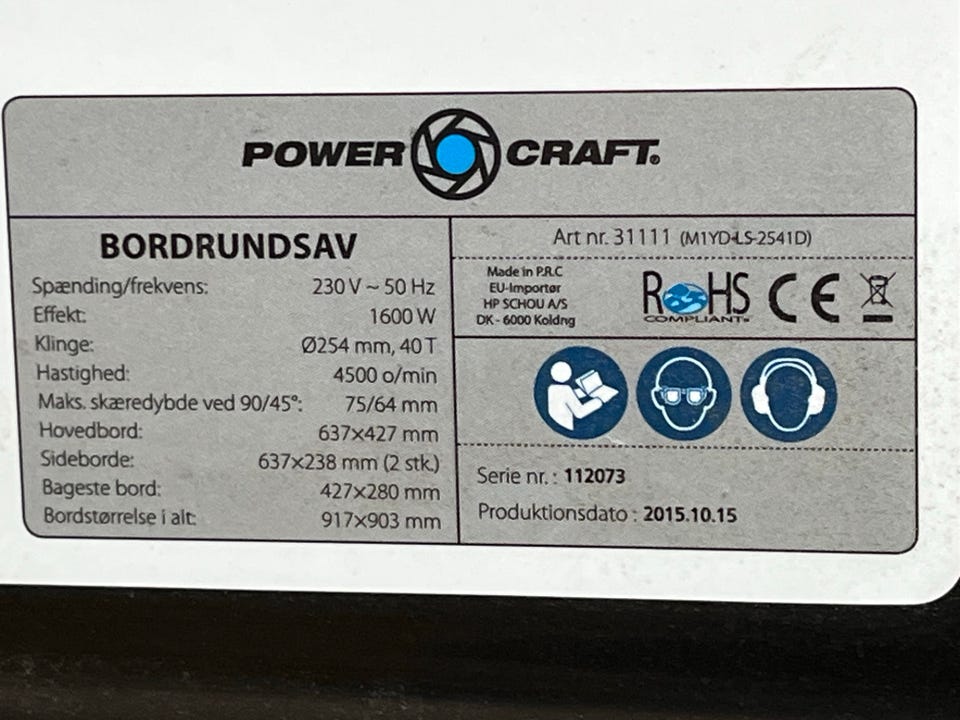 POWER CRAFT®
BORDRUNDSAV
Spænding/frekvens: 230 V ~ 50 Hz
Effekt: 1600 W
Klinge: Ø254 mm, 40 T
Hastighed: 4500 o/min
Maks. skæredybde ved 90/45°: 75/64 mm
Hovedbord: 637×427 mm
Sideborde: 637×238 mm (2 stk.)
Bageste bord: 427×280 mm
Bordstørrelse i alt: 917×903 mm
Art nr. 31111 (M1YD-LS-2541D)
Made in P.R.C
EU-Importør
HP SCHOU A/S
DK - 6000 Koldng
RoHS
COMPLIANT
CE
Serie nr. : 112073
Produktionsdato : 2015.10.15